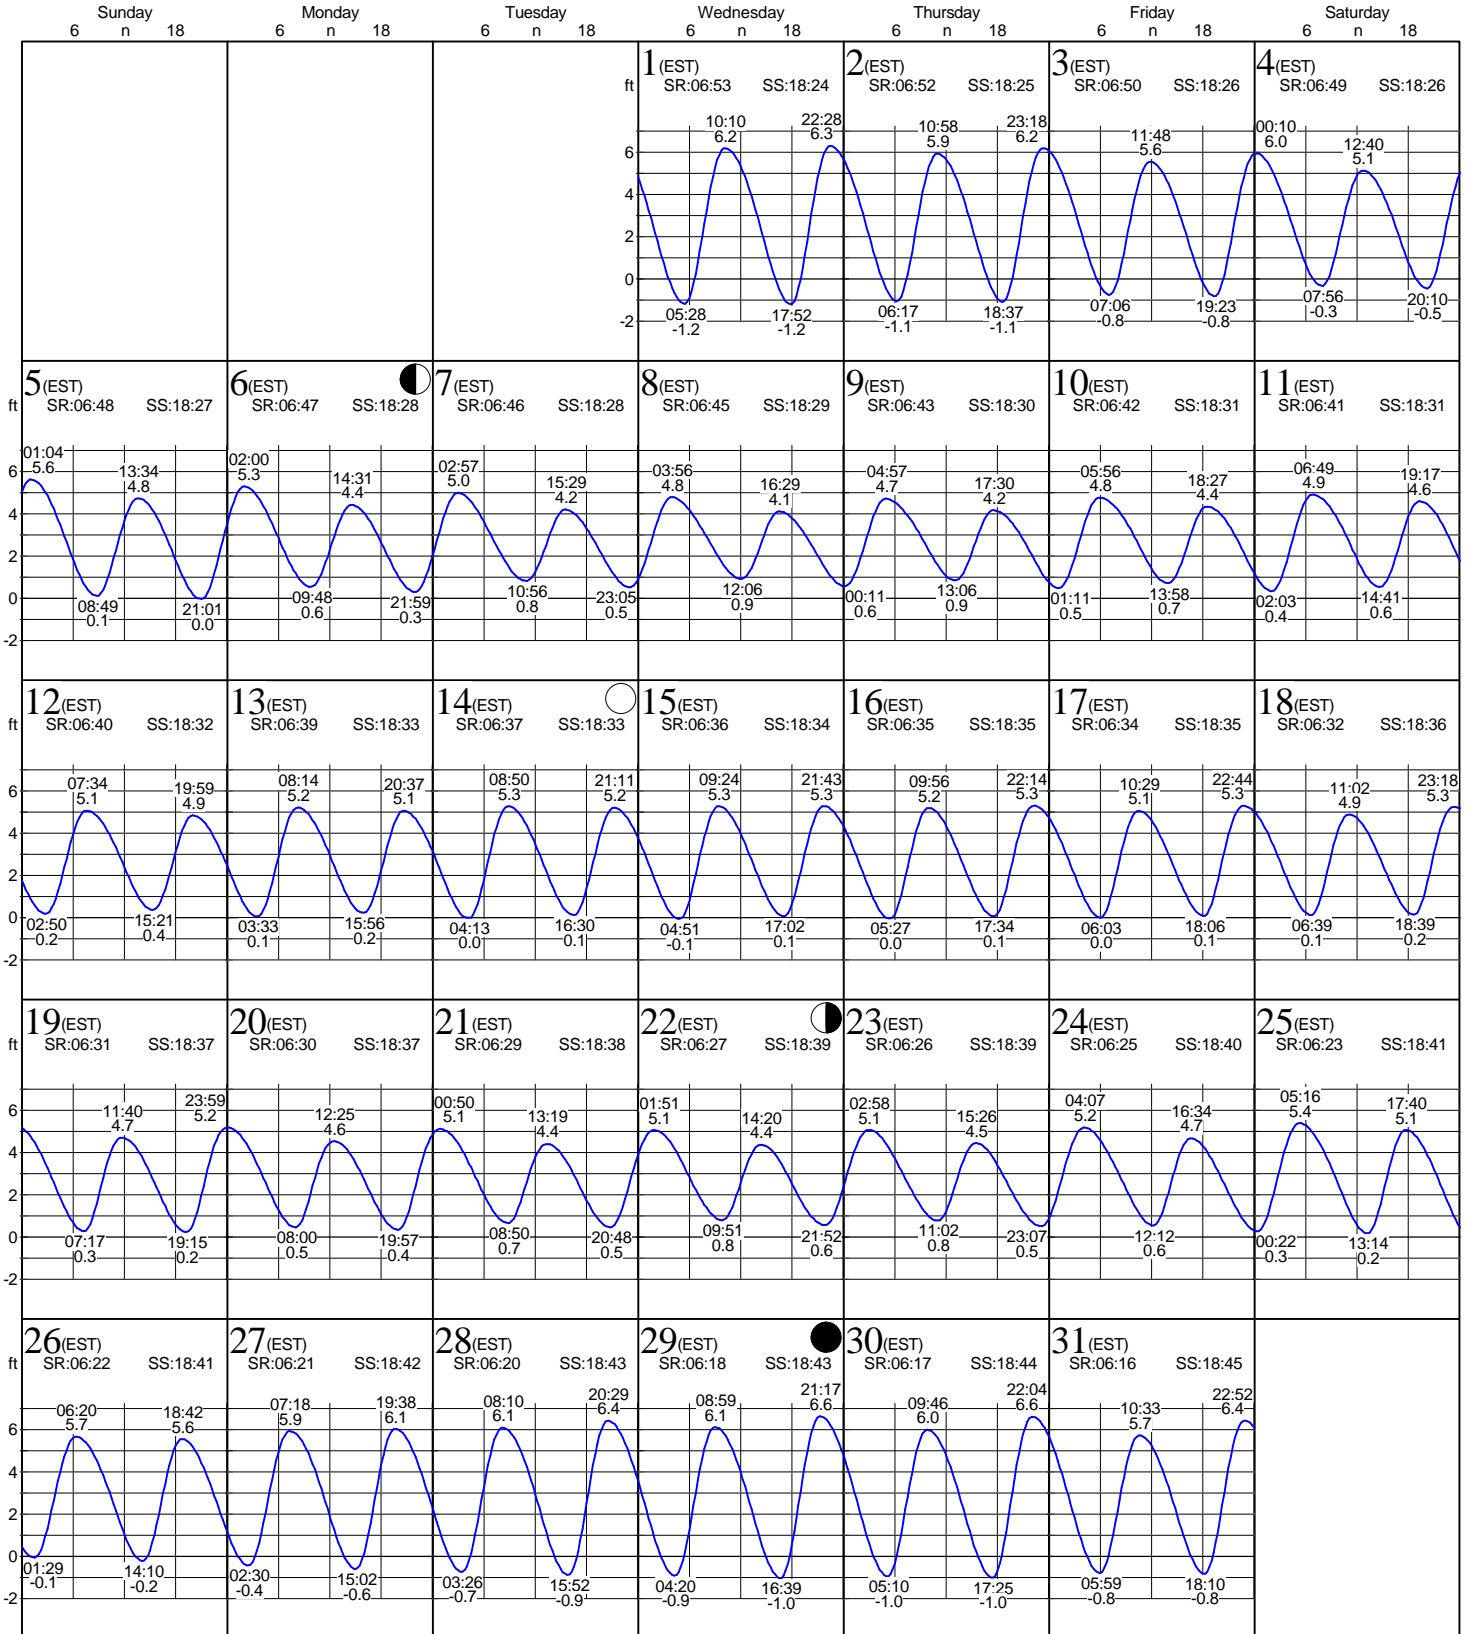 Sunday Monday Tuesday Wednesday Thursday Friday Saturday
6 n 18 6 n 18 6 n 18 6 n 18 6 n 18 6 n 18 6 n 18
1(EST) 2(EST) 3(EST) 4(EST)
ft SR:06:53 SS:18:24 SR:06:52 SS:18:25 SR:06:50 SS:18:26 SR:06:49 SS:18:26
10:10 22:28 10:58 23:18 11:48 00:10 12:40
6.2 6.3 5.9 6.2 5.6 6.0 5.1
6
4
2
0
05:28 17:52 06:17 18:37 07:06 19:23 07:56 20:10
-1.2 -1.2 -1.1 -1.1 -0.8 -0.8 -0.3 -0.5
-2
5(EST) 6(EST) 7(EST) 8(EST) 9(EST) 10(EST) 11(EST)
ft SR:06:48 SS:18:27 SR:06:47 SS:18:28 SR:06:46 SS:18:28 SR:06:45 SS:18:29 SR:06:43 SS:18:30 SR:06:42 SS:18:31 SR:06:41 SS:18:31
01:04 13:34 02:00 14:31 02:57 15:29 03:56 16:29 04:57 17:30 05:56 18:27 06:49 19:17
5.6 4.8 5.3 4.4 5.0 4.2 4.8 4.1 4.7 4.2 4.8 4.4 4.9 4.6
6
4
2
0
08:49 21:01 09:48 21:59 10:56 23:05 12:06 00:11 13:06 01:11 13:58 02:03 14:41
0.1 0.0 0.6 0.3 0.8 0.5 0.9 0.6 0.9 0.5 0.7 0.4 0.6
-2
12(EST) 13(EST) 14(EST) 15(EST) 16(EST) 17(EST) 18(EST)
ft SR:06:40 SS:18:32 SR:06:39 SS:18:33 SR:06:37 SS:18:33 SR:06:36 SS:18:34 SR:06:35 SS:18:35 SR:06:34 SS:18:35 SR:06:32 SS:18:36
07:34 19:59 08:14 20:37 08:50 21:11 09:24 21:43 09:56 22:14 10:29 22:44 11:02 23:18
5.1 4.9 5.2 5.1 5.3 5.2 5.3 5.3 5.2 5.3 5.1 5.3 4.9 5.3
6
4
2
0
02:50 15:21 03:33 15:56 04:13 16:30 04:51 17:02 05:27 17:34 06:03 18:06 06:39 18:39
0.2 0.4 0.1 0.2 0.0 0.1 -0.1 0.1 0.0 0.1 0.0 0.1 0.1 0.2
-2
19(EST) 20(EST) 21(EST) 22(EST) 23(EST) 24(EST) 25(EST)
ft SR:06:31 SS:18:37 SR:06:30 SS:18:37 SR:06:29 SS:18:38 SR:06:27 SS:18:39 SR:06:26 SS:18:39 SR:06:25 SS:18:40 SR:06:23 SS:18:41
11:40 23:59 12:25 00:50 13:19 01:51 14:20 02:58 15:26 04:07 16:34 05:16 17:40
4.7 5.2 4.6 5.1 4.4 5.1 4.4 5.1 4.5 5.2 4.7 5.4 5.1
6
4
2
0
07:17 19:15 08:00 19:57 08:50 20:48 09:51 21:52 11:02 23:07 12:12 00:22 13:14
0.3 0.2 0.5 0.4 0.7 0.5 0.8 0.6 0.8 0.5 0.6 0.3 0.2
-2
26(EST) 27(EST) 28(EST) 29(EST) 30(EST) 31(EST)
ft SR:06:22 SS:18:41 SR:06:21 SS:18:42 SR:06:20 SS:18:43 SR:06:18 SS:18:43 SR:06:17 SS:18:44 SR:06:16 SS:18:45
06:20 18:42 07:18 19:38 08:10 20:29 08:59 21:17 09:46 22:04 10:33 22:52
5.7 5.6 5.9 6.1 6.1 6.4 6.1 6.6 6.0 6.6 5.7 6.4
6
4
2
0
01:29 14:10 02:30 15:02 03:26 15:52 04:20 16:39 05:10 17:25 05:59 18:10
-0.1 -0.2 -0.4 -0.6 -0.7 -0.9 -0.9 -1.0 -1.0 -1.0 -0.8 -0.8
-2